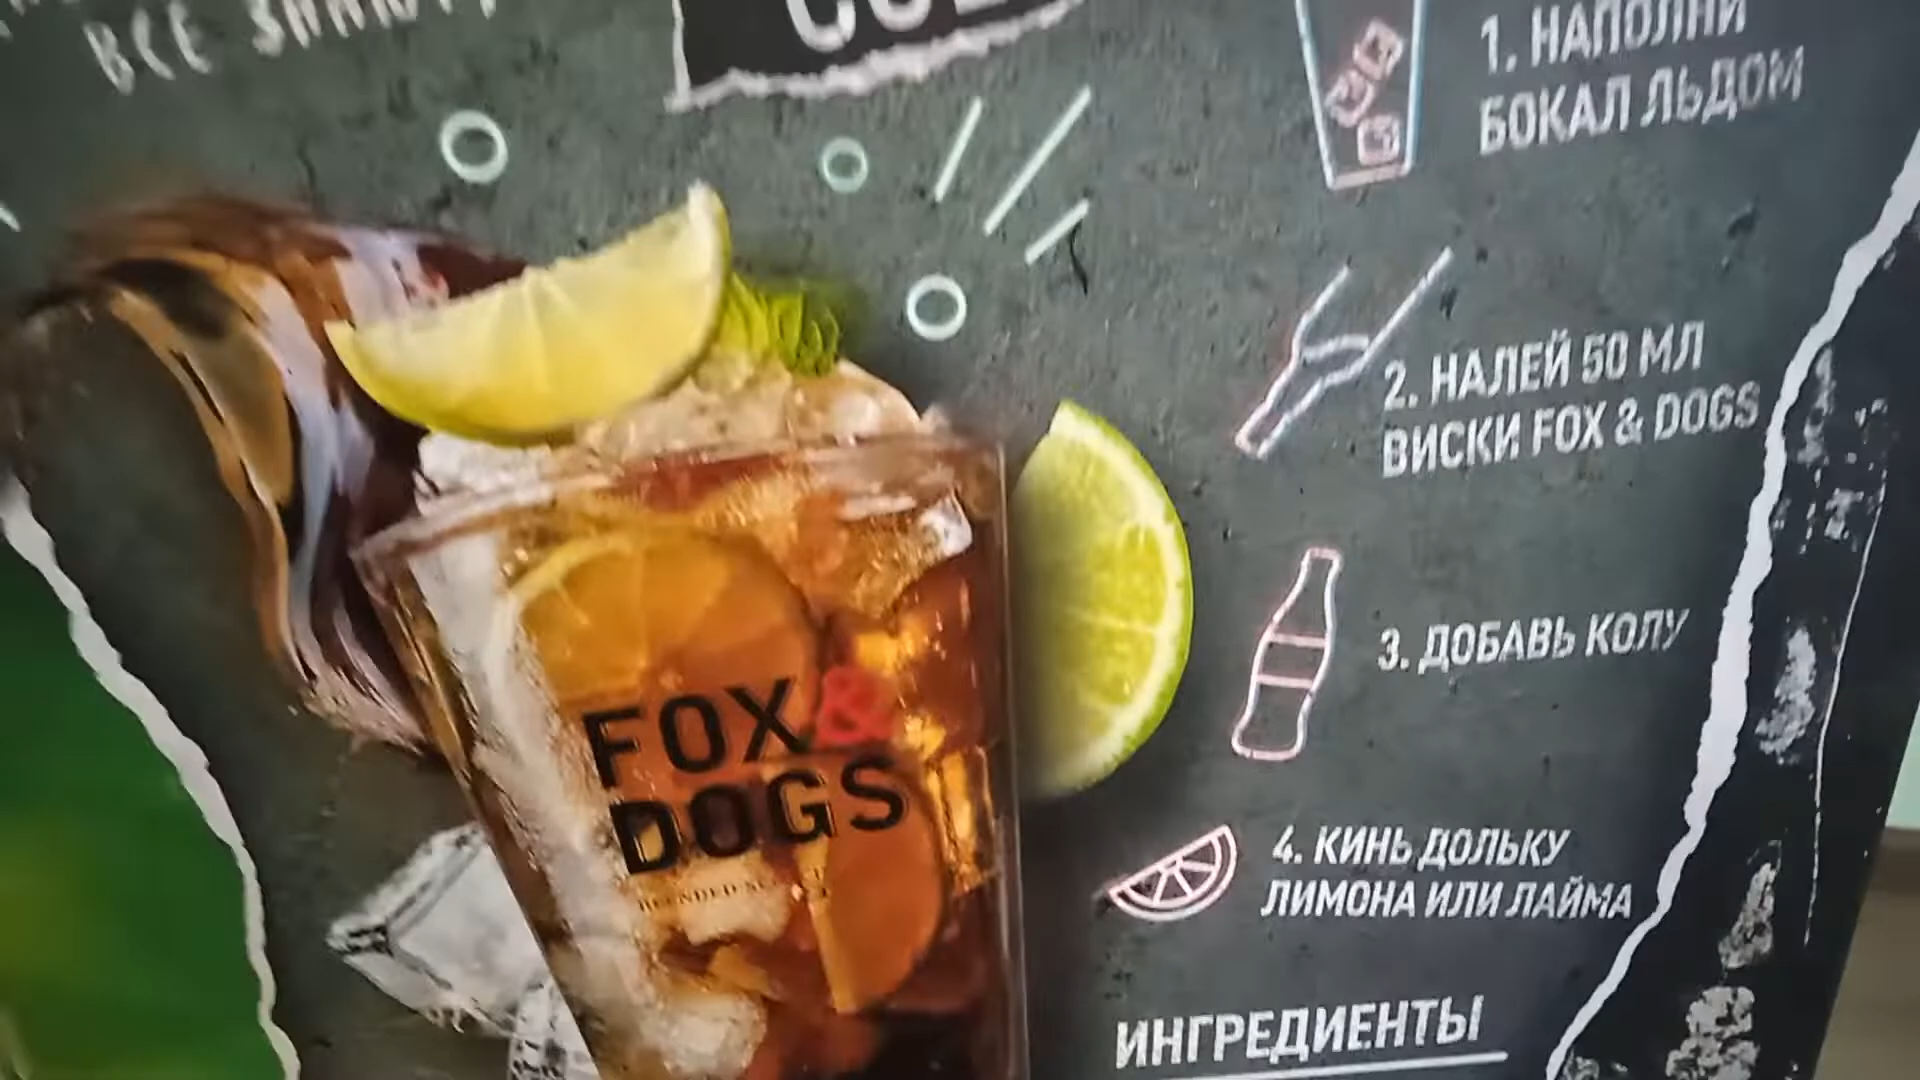 ВСЕ
1. НАПОЛНИ
БОКАЛ ЛЬДОМ
2. НАЛЕЙ 50 МЛ
ВИСКИ FOX & DOGS
3. ДОБАВЬ КОЛУ
FOX &
DOGS
4. КИНЬ ДОЛЬКУ
ЛИМОНА ИЛИ ЛАЙМА
ИНГРЕДИЕНТЫ